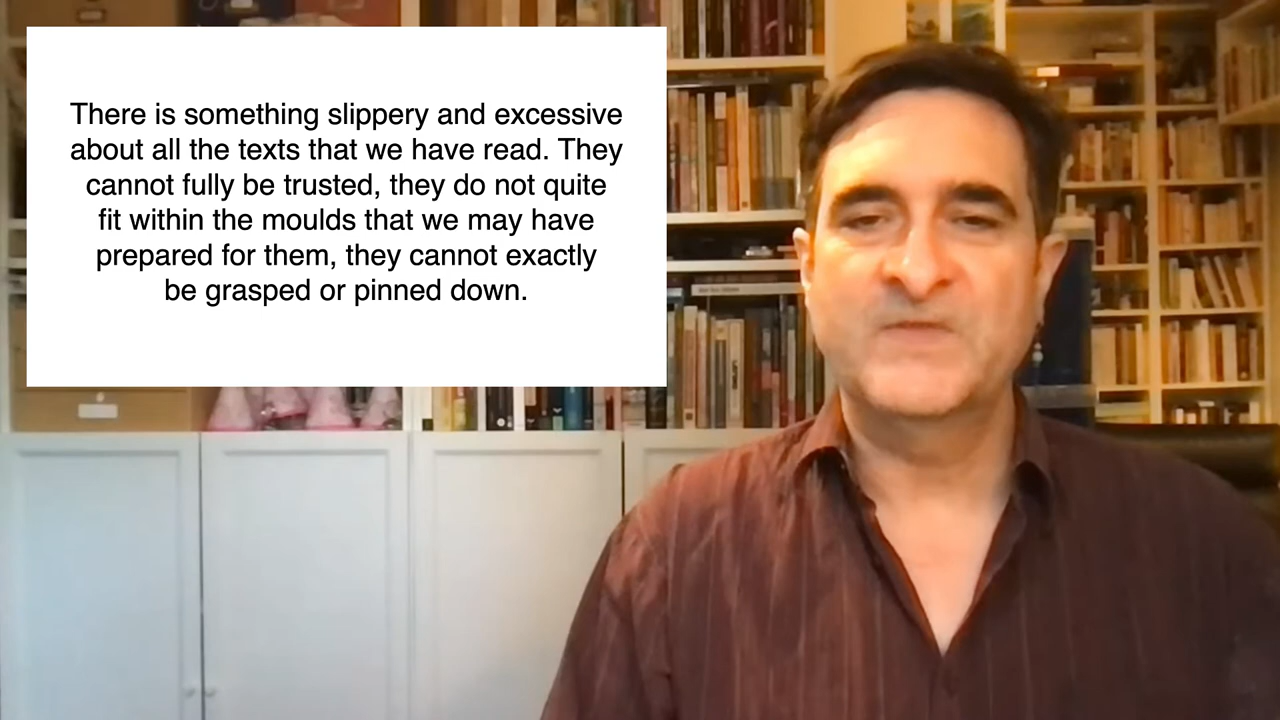 There is something slippery and excessive
about all the texts that we have read. They
cannot fully be trusted, they do not quite
fit within the moulds that we may have
prepared for them, they cannot exactly
be grasped or pinned down.